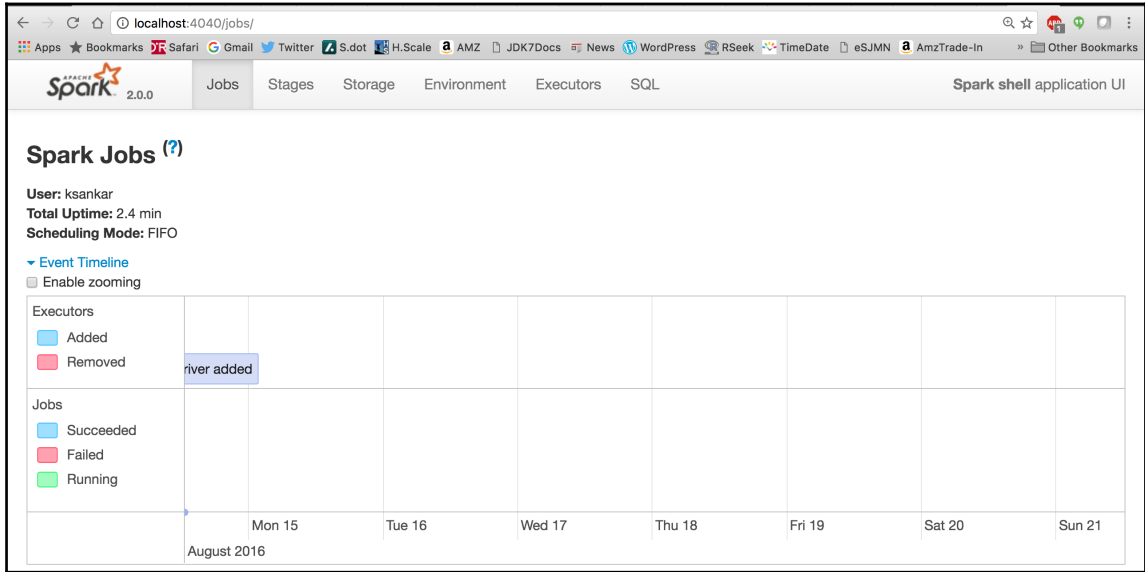 localhost:4040/jobs/
Apps Bookmarks Safari Gmail Twitter S.dot H.Scale AMZ JDK7Docs News WordPress RSeek TimeDate eSJMN AmzTrade-In » Other Bookmarks
APACHE Spark 2.0.0 Jobs Stages Storage Environment Executors SQL Spark shell application UI
Spark Jobs (?)
User: ksankar
Total Uptime: 2.4 min
Scheduling Mode: FIFO
Event Timeline
Enable zooming
Executors
Added
Removed
river added
Jobs
Succeeded
Failed
Running
Mon 15 Tue 16 Wed 17 Thu 18 Fri 19 Sat 20 Sun 21
August 2016